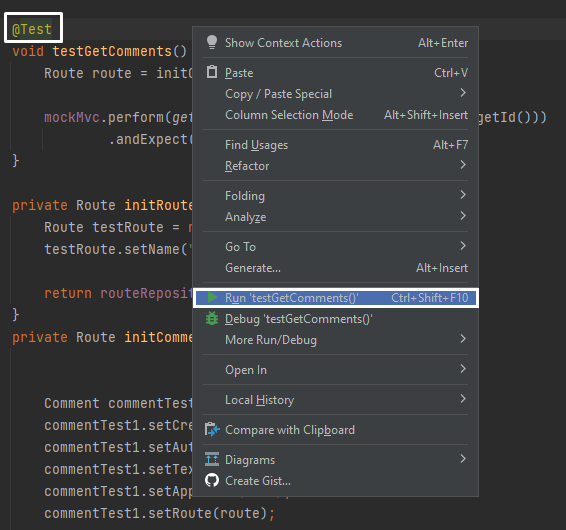 @Test
void testGetComments()
Show Context Actions Alt+Enter
Route route = init
Paste Ctrl+V
Copy / Paste Special
mockMvc.perform(get
Column Selection Mode Alt+Shift+Insert
getId()))
.andExpect(
Find Usages Alt+F7
}
Refactor
Folding
private Route initRoute
Analyze
Route testRoute = n
testRoute.setName("
Go To
Generate... Alt+Insert
return routeReposit
Run 'testGetComments()' Ctrl+Shift+F10
}
Debug 'testGetComments()'
private Route initComme
More Run/Debug
Open In
Comment commentTest
Local History
commentTest1.setCre
Compare with Clipboard
commentTest1.setAut
commentTest1.setTex
Diagrams
commentTest1.setApp
Create Gist...
commentTest1.setRoute(route);